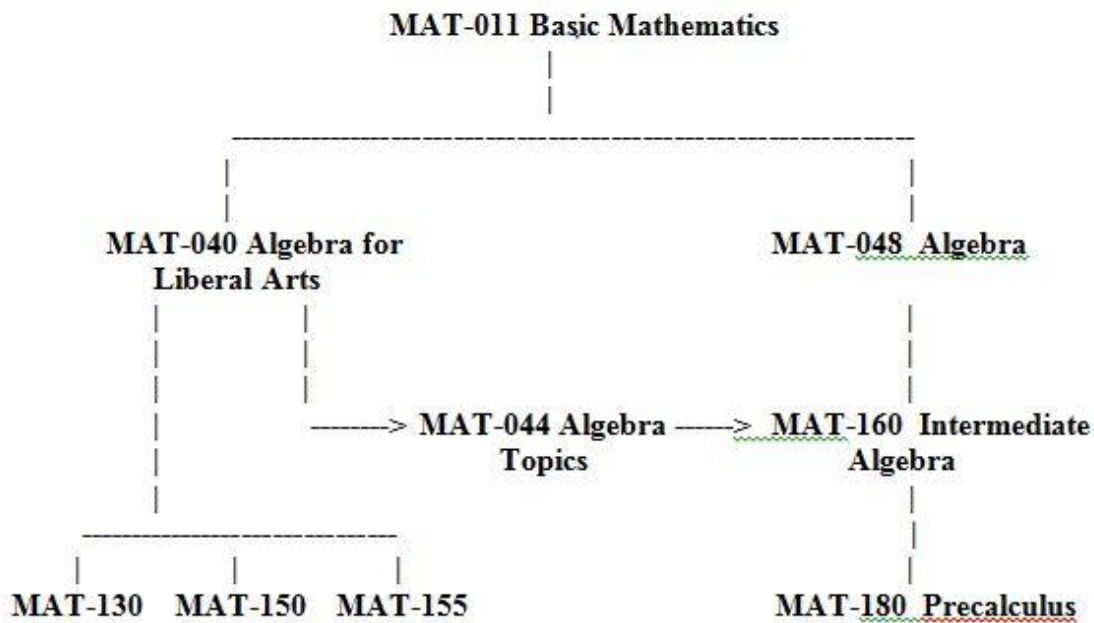 MAT-011 Basic Mathematics
MAT-040 Algebra for
Liberal Arts
MAT-048 Algebra
-------> MAT-044 Algebra ------> MAT-160 Intermediate
Topics
Algebra
MAT-130 MAT-150 MAT-155
MAT-180 Precalculus